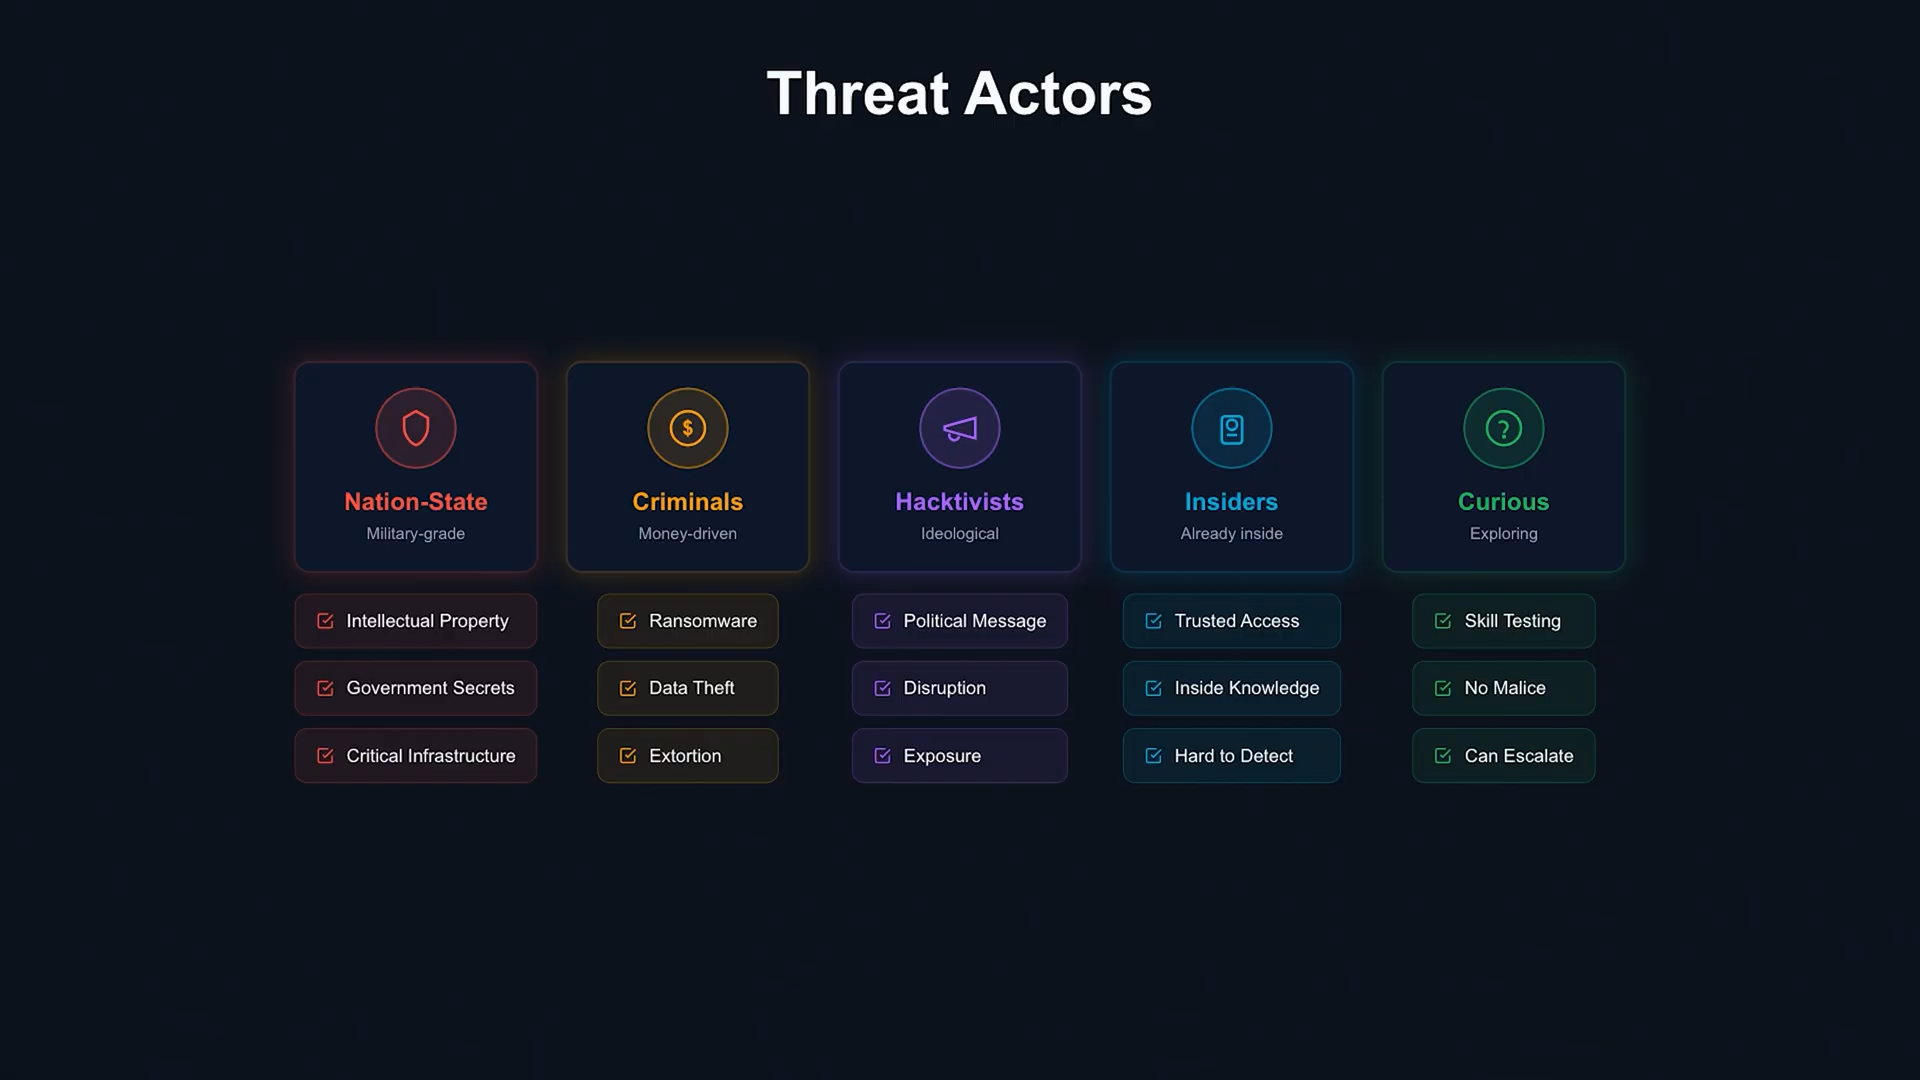 Threat Actors
$
?
Nation-State
Military-grade
Intellectual Property
Government Secrets
Critical Infrastructure
Criminals
Money-driven
Ransomware
Data Theft
Extortion
Hacktivists
Ideological
Political Message
Disruption
Exposure
Insiders
Already inside
Trusted Access
Inside Knowledge
Hard to Detect
Curious
Exploring
Skill Testing
No Malice
Can Escalate